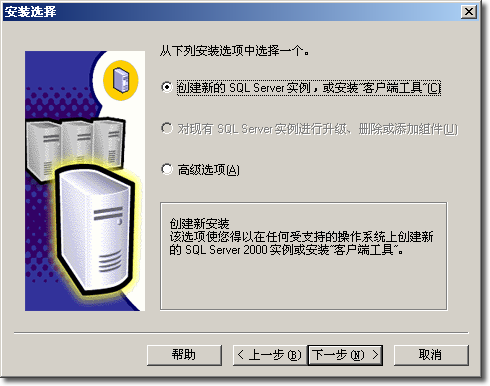 安装选择
从下列安装选项中选择一个。
创建新的 SQL Server 实例，或安装“客户端工具”(C)
对现有 SQL Server 实例进行升级、删除或添加组件(U)
高级选项(A)
创建新安装
该选项使您得以在任何受支持的操作系统上创建新
的 SQL Server 2000 实例或安装“客户端工具”。
帮助
< 上一步 (B)
下一步 (N) >
取消